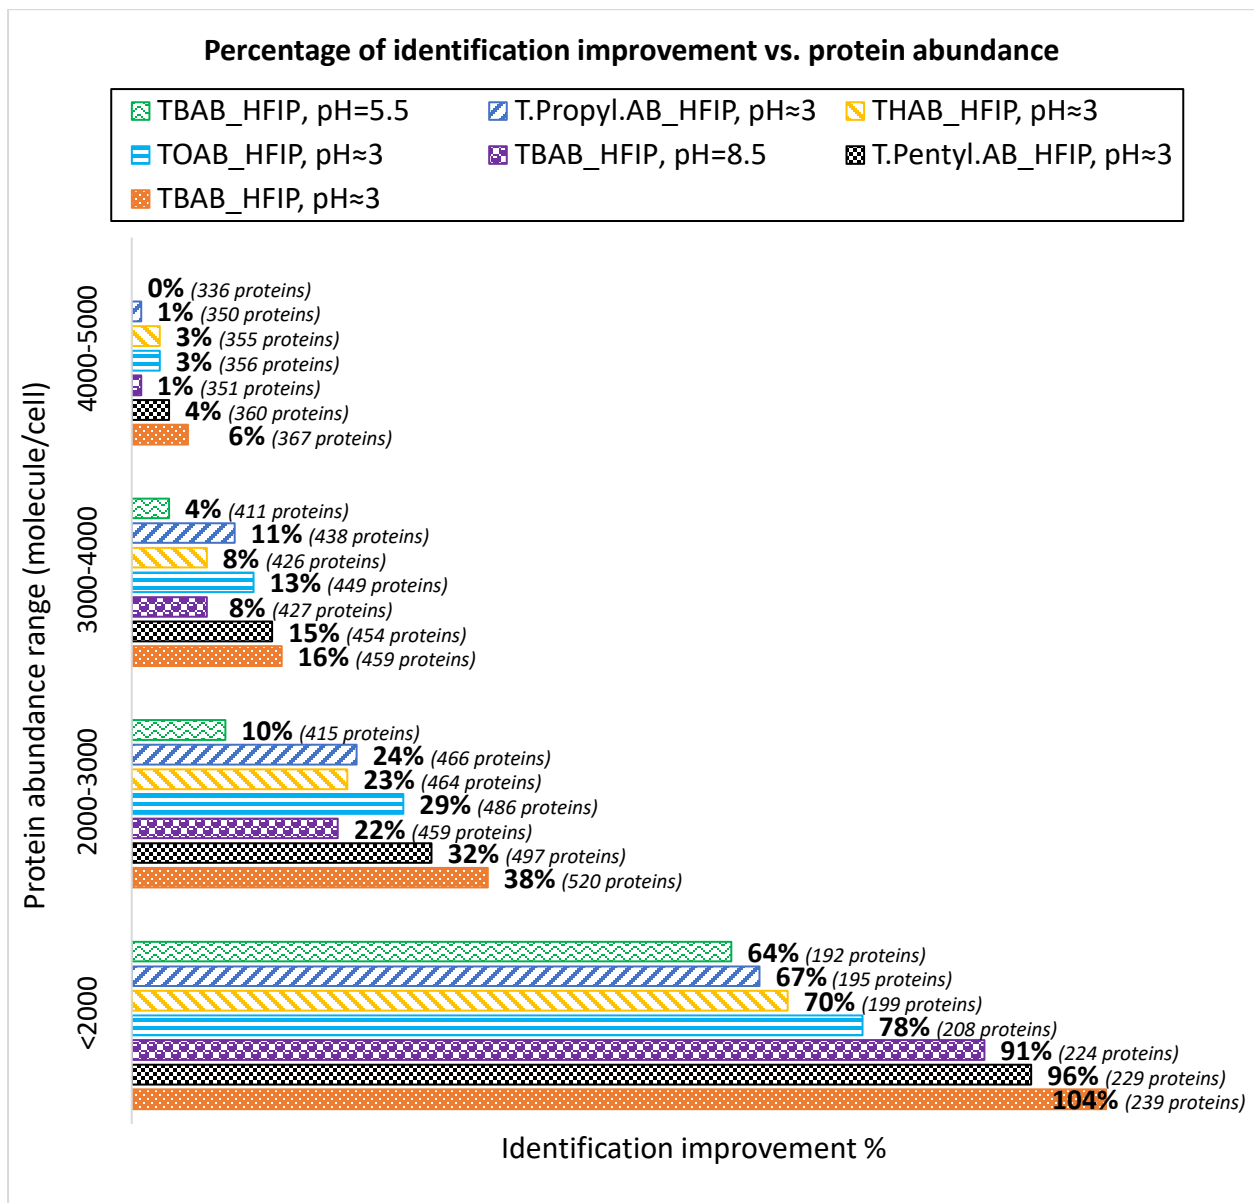 Percentage of identification improvement vs. protein abundance
TBAB_HFIP, pH=5.5
T.Propyl.AB_HFIP, pH≈3
THAB_HFIP, pH≈3
TOAB_HFIP, pH≈3
TBAB_HFIP, pH=8.5
T.Pentyl.AB_HFIP, pH≈3
TBAB_HFIP, pH≈3
Protein abundance range (molecule/cell)
4000-5000
0% (336 proteins)
1% (350 proteins)
3% (355 proteins)
3% (356 proteins)
1% (351 proteins)
4% (360 proteins)
6% (367 proteins)
3000-4000
4% (411 proteins)
11% (438 proteins)
8% (426 proteins)
13% (449 proteins)
8% (427 proteins)
15% (454 proteins)
16% (459 proteins)
2000-3000
10% (415 proteins)
24% (466 proteins)
23% (464 proteins)
29% (486 proteins)
22% (459 proteins)
32% (497 proteins)
38% (520 proteins)
<2000
64% (192 proteins)
67% (195 proteins)
70% (199 proteins)
78% (208 proteins)
91% (224 proteins)
96% (229 proteins)
104% (239 proteins)
Identification improvement %